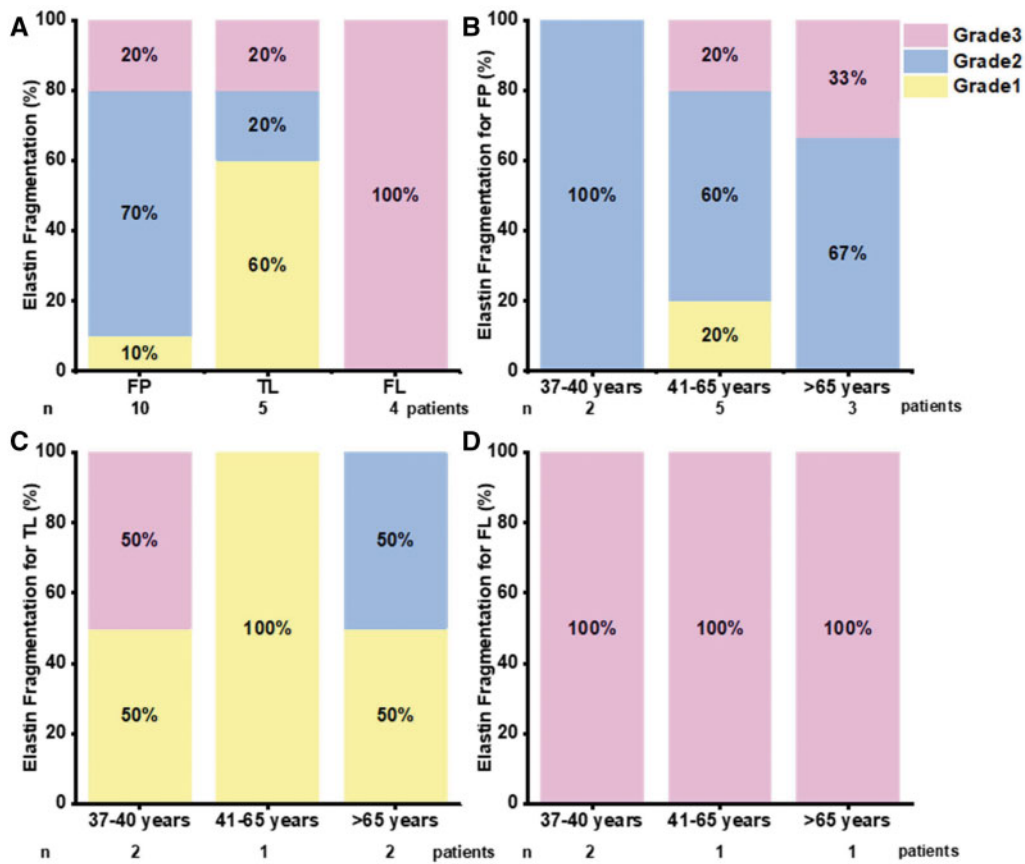 A
Elastin Fragmentation (%)
100
80
60
40
20
0
20%
70%
10%
20%
20%
60%
100%
FP TL FL
n 10 5 4 patients
B
Elastin Fragmentation for FP (%)
100
80
60
40
20
0
100%
20%
60%
20%
33%
67%
37-40 years 41-65 years >65 years
n 2 5 3 patients
Grade3
Grade2
Grade1
C
Elastin Fragmentation for TL (%)
100
80
60
40
20
0
50%
50%
100%
50%
50%
37-40 years 41-65 years >65 years
n 2 1 2 patients
D
Elastin Fragmentation for FL (%)
100
80
60
40
20
0
100% 100% 100%
37-40 years 41-65 years >65 years
n 2 1 1 patients